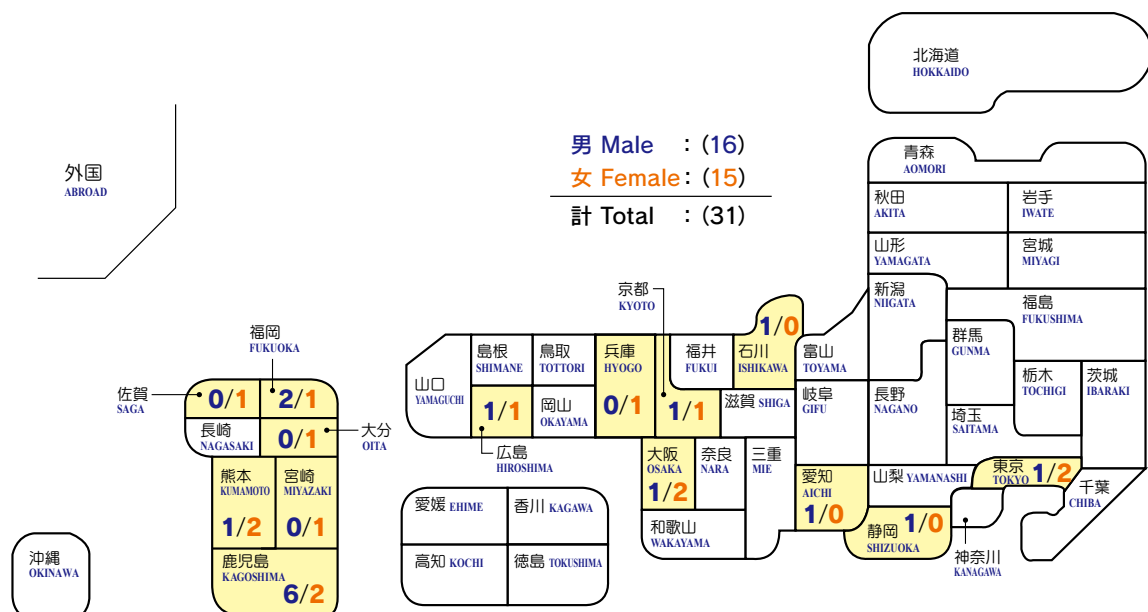 北海道
HOKKAIDO
男 Male : (16)
女 Female : (15)
計 Total : (31)
外国
ABROAD
青森
AOMORI
秋田
AKITA
岩手
IWATE
山形
YAMAGATA
宮城
MIYAGI
新潟
NIIGATA
福島
FUKUSHIMA
群馬
GUNMA
栃木
TOCHIGI
茨城
IBARAKI
埼玉
SAITAMA
長野
NAGANO
山梨 YAMANASHI
東京
TOKYO
1/2
千葉
CHIBA
神奈川
KANAGAWA
静岡
SHIZUOKA
1/0
愛知
AICHI
1/0
岐阜
GIFU
富山
TOYAMA
1/0
石川
ISHIKAWA
福井
FUKUI
滋賀 SHIGA
京都
KYOTO
1/1
三重
MIE
奈良
NARA
大阪
OSAKA
1/2
和歌山
WAKAYAMA
兵庫
HYOGO
0/1
鳥取
TOTTORI
岡山
OKAYAMA
島根
SHIMANE
1/1
広島
HIROSHIMA
山口
YAMAGUCHI
愛媛 EHIME
香川 KAGAWA
高知 KOCHI
徳島 TOKUSHIMA
福岡
FUKUOKA
2/1
佐賀
SAGA
0/1
長崎
NAGASAKI
0/1
大分
OITA
熊本
KUMAMOTO
1/2
宮崎
MIYAZAKI
0/1
鹿児島
KAGOSHIMA
6/2
沖縄
OKINAWA